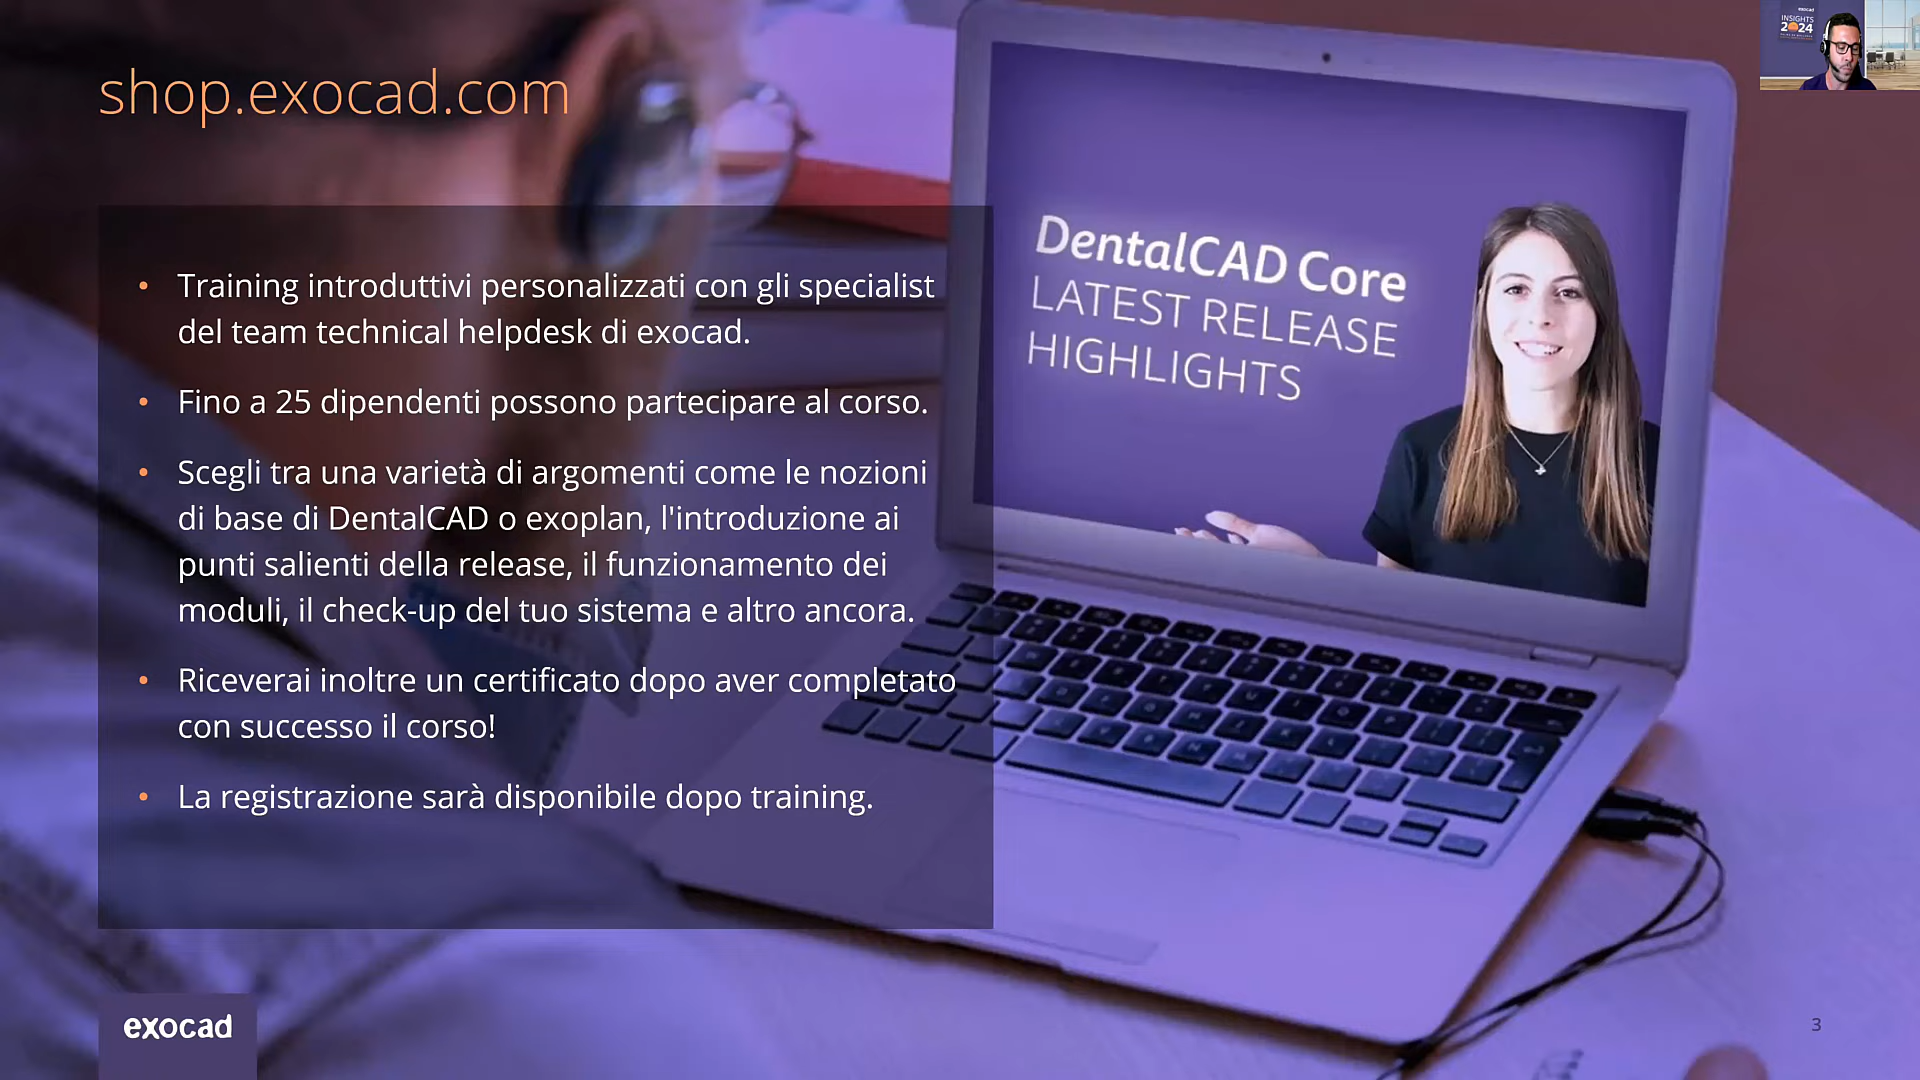 shop.exocad.com
• Training introduttivi personalizzati con gli specialist
del team technical helpdesk di exocad.
• Fino a 25 dipendenti possono partecipare al corso.
• Scegli tra una varietà di argomenti come le nozioni
di base di DentalCAD o exoplan, l'introduzione ai
punti salienti della release, il funzionamento dei
moduli, il check-up del tuo sistema e altro ancora.
• Riceverai inoltre un certificato dopo aver completato
con successo il corso!
• La registrazione sarà disponibile dopo training.
DentalCAD Core
LATEST RELEASE
HIGHLIGHTS
exocad
INSIGHTS
2024
exocad
3